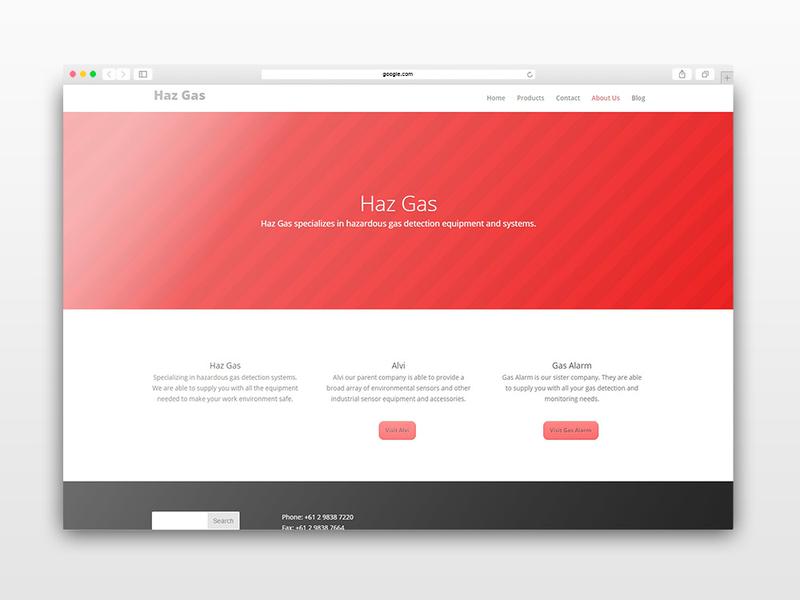 google.com
Haz Gas
Home Products Contact About Us Blog
Haz Gas
Haz Gas specializes in hazardous gas detection equipment and systems.
Haz Gas
Specializing in hazardous gas detection systems.
We are able to supply you with all the equipment
needed to make your work environment safe.
Alvi
Alvi our parent company is able to provide a
broad array of environmental sensors and other
industrial sensor equipment and accessories.
Visit Alvi
Gas Alarm
Gas Alarm is our sister company. They are able
to supply you with all your gas detection and
monitoring needs.
Visit Gas Alarm
Search
Phone: +61 2 9838 7220
Fax: +61 2 9838 7664